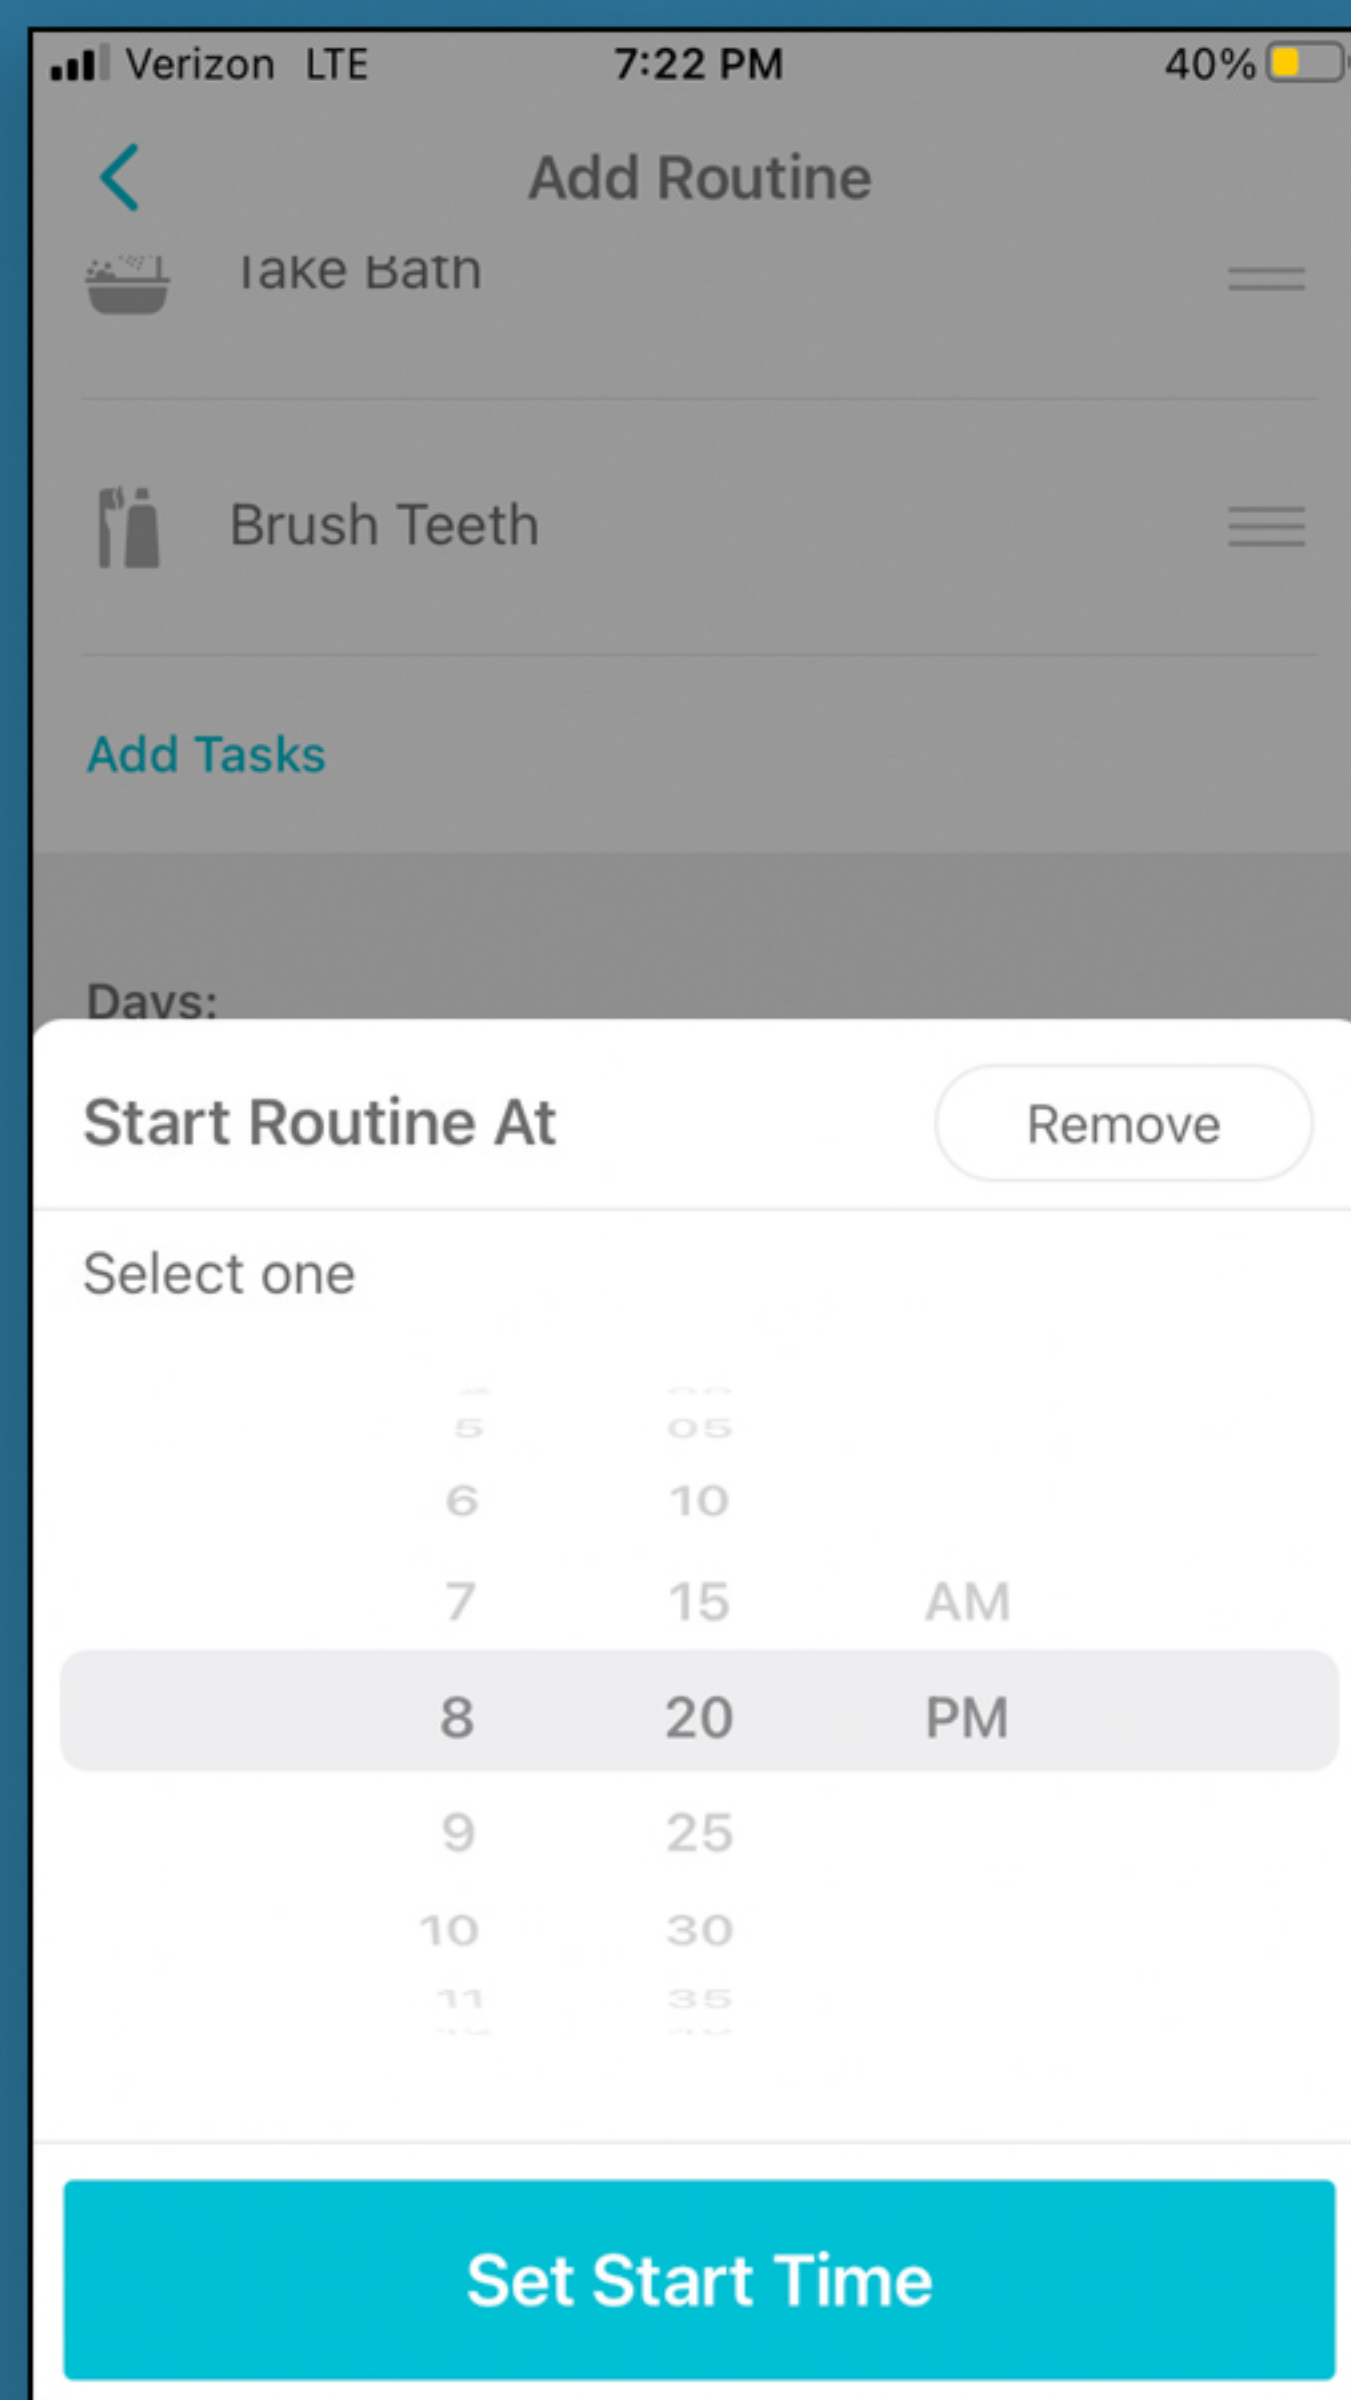 Verizon LTE 7:22 PM 40%
Add Routine
Take Bath
Brush Teeth
Add Tasks
Days:
Start Routine At Remove
Select one
5 05
6 10
7 15 AM
8 20 PM
9 25
10 30
11 35
Set Start Time